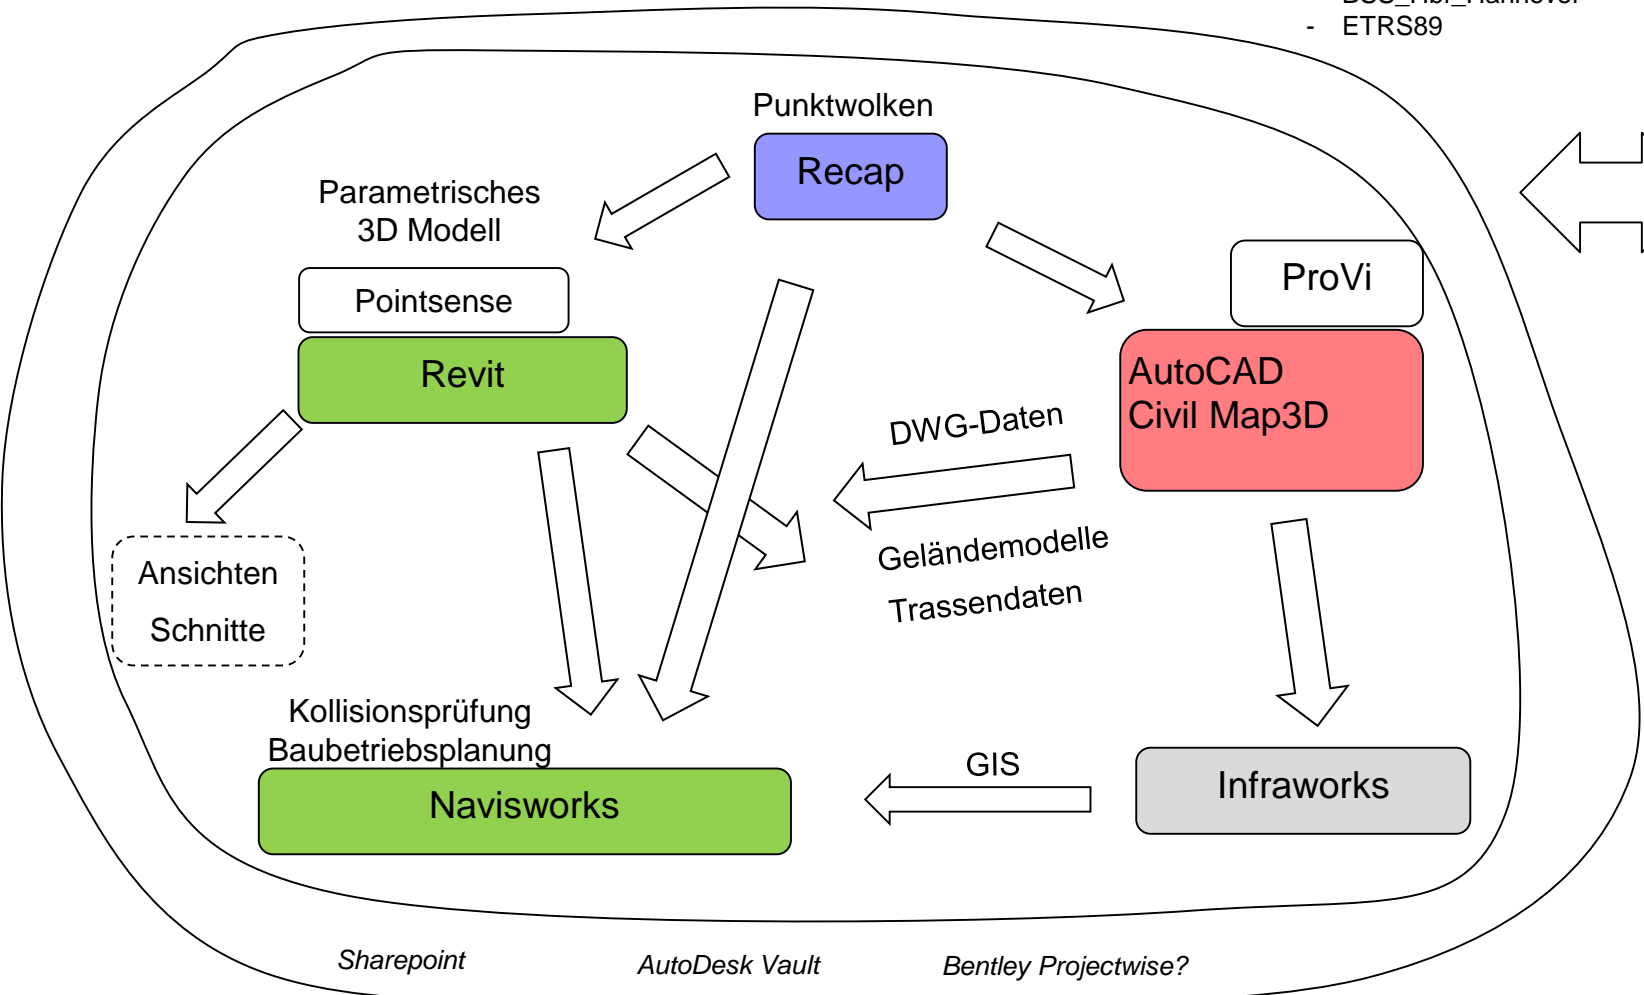 - ETRS89
Punktwolken
Recap
Parametrisches
3D Modell
Pointsense
Revit
ProVi
AutoCAD
Civil Map3D
DWG-Daten
Geländemodelle
Trassendaten
Ansichten
Schnitte
Kollisionsprüfung
Baubetriebsplanung
Navisworks
GIS
Infraworks
Sharepoint
AutoDesk Vault
Bentley Projectwise?